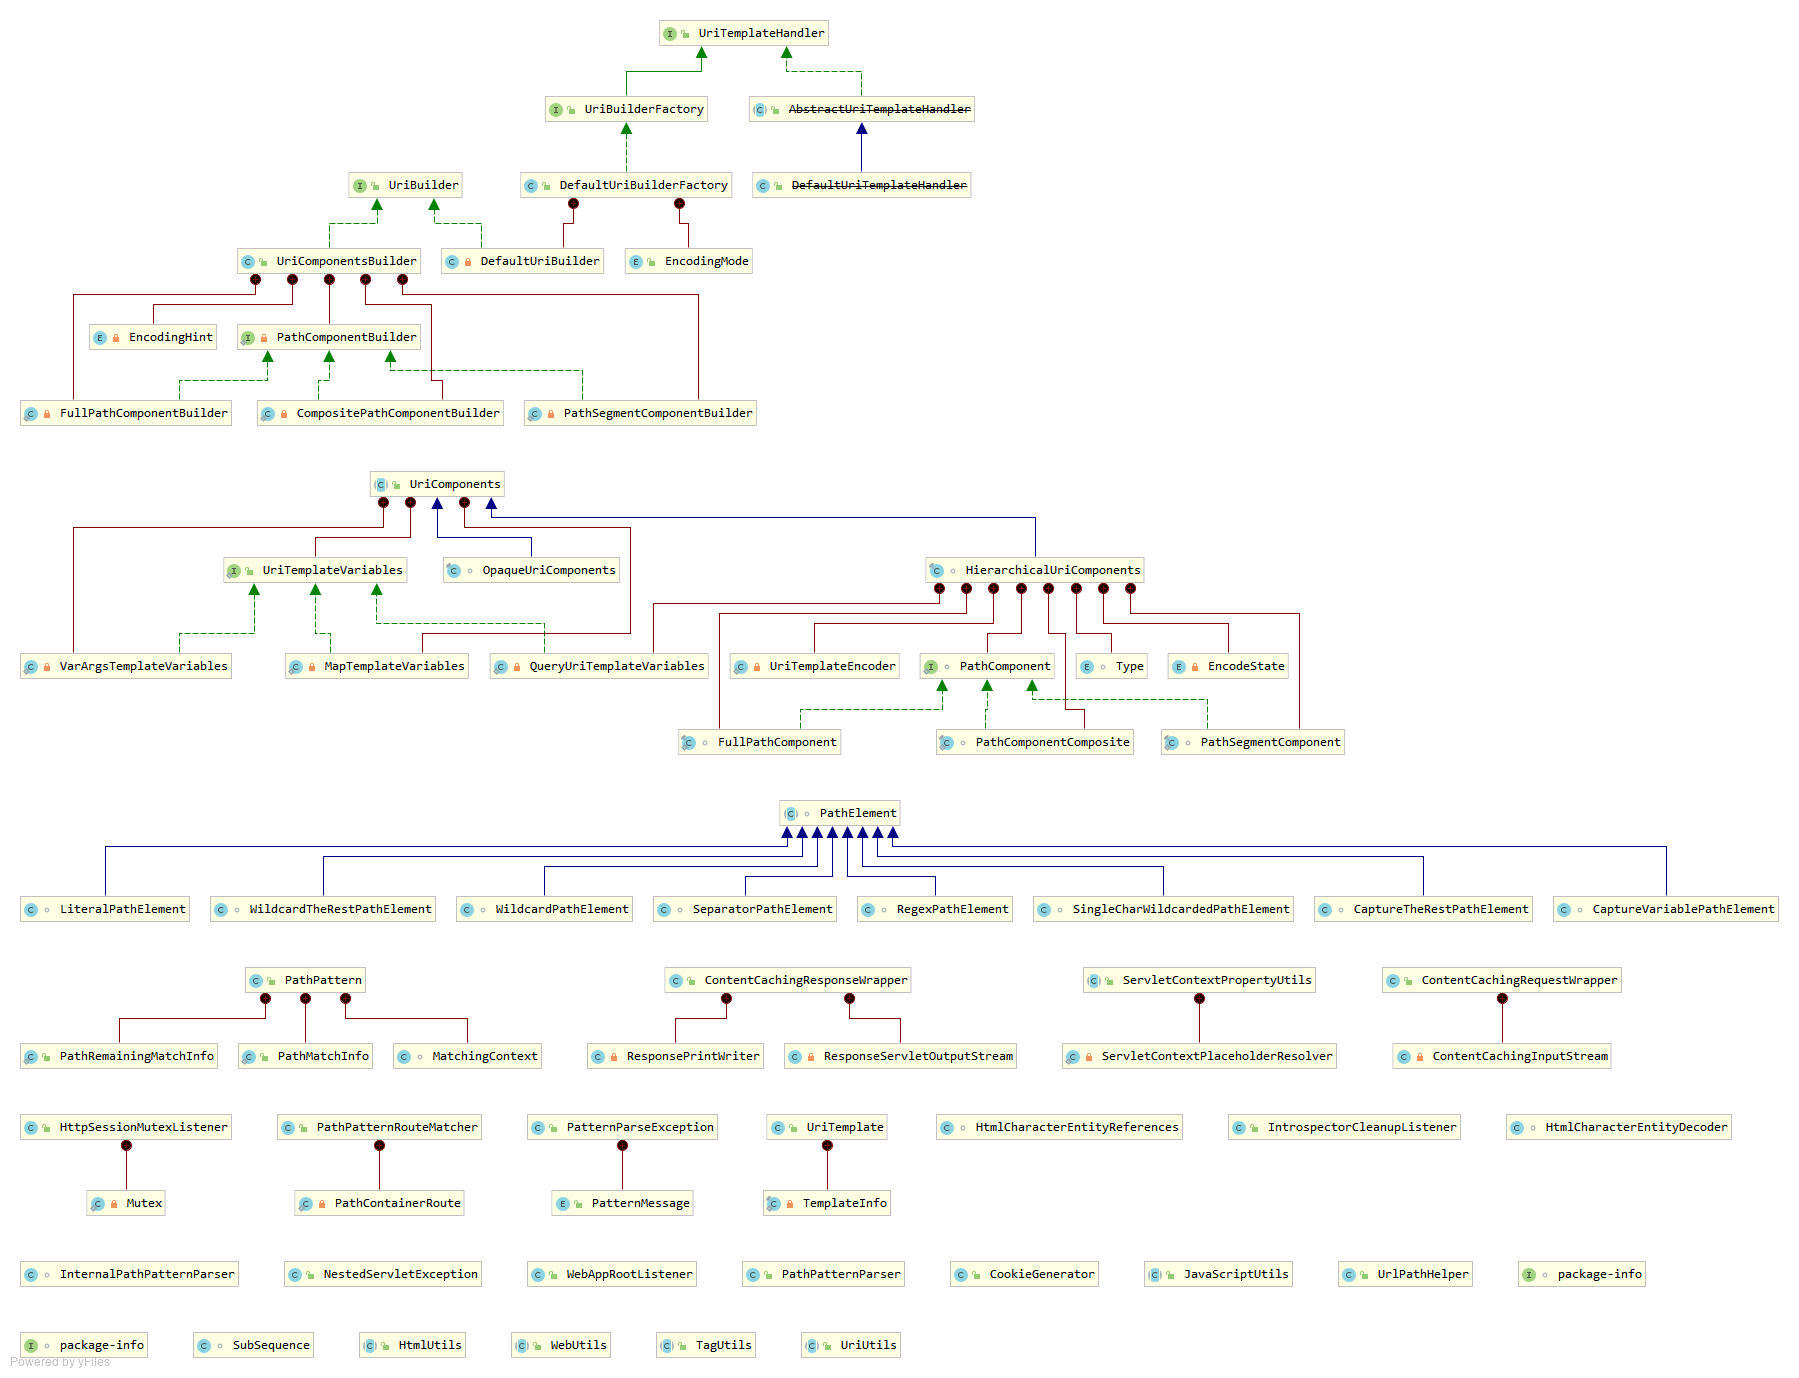 UriTemplateHandler
UriBuilderFactory
AbstractUriTemplateHandler
UriBuilder
DefaultUriBuilderFactory
DefaultUriTemplateHandler
UriComponentsBuilder
DefaultUriBuilder
EncodingMode
EncodingHint
PathComponentBuilder
FullPathComponentBuilder
CompositePathComponentBuilder
PathSegmentComponentBuilder
UriComponents
UriTemplateVariables
OpaqueUriComponents
HierarchicalUriComponents
VarArgsTemplateVariables
MapTemplateVariables
QueryUriTemplateVariables
UriTemplateEncoder
PathComponent
Type
EncodeState
FullPathComponent
PathComponentComposite
PathSegmentComponent
PathElement
LiteralPathElement
WildcardTheRestPathElement
WildcardPathElement
SeparatorPathElement
RegexPathElement
SingleCharWildcardedPathElement
CaptureTheRestPathElement
CaptureVariablePathElement
PathPattern
ContentCachingResponseWrapper
ServletContextPropertyUtils
ContentCachingRequestWrapper
PathRemainingMatchInfo
PathMatchInfo
MatchingContext
ResponsePrintWriter
ResponseServletOutputStream
ServletContextPlaceholderResolver
ContentCachingInputStream
HttpSessionMutexListener
PathPatternRouteMatcher
PatternParseException
UriTemplate
HtmlCharacterEntityReferences
IntrospectorCleanupListener
HtmlCharacterEntityDecoder
Mutex
PathContainerRoute
PatternMessage
TemplateInfo
InternalPathPatternParser
NestedServletException
WebAppRootListener
PathPatternParser
CookieGenerator
JavaScriptUtils
UrlPathHelper
package-info
package-info
SubSequence
HtmlUtils
WebUtils
TagUtils
UriUtils
Powered by yFiles